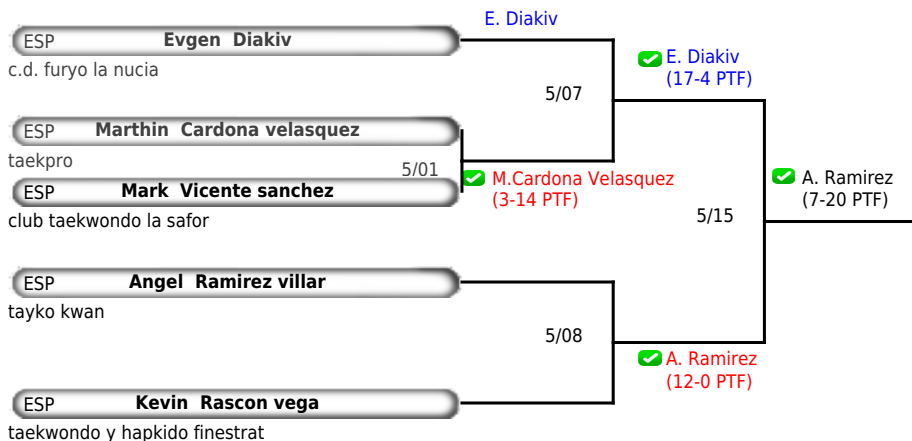 E. Diakiv
ESP Evgen Diakiv
c.d. furyo la nucia
E. Diakiv
(17-4 PTF)
5/07
ESP Marthin Cardona velasquez
taekpro
5/01
M.Cardona Velasquez
(3-14 PTF)
ESP Mark Vicente sanchez
club taekwondo la safor
A. Ramirez
(7-20 PTF)
5/15
ESP Angel Ramirez villar
tayko kwan
5/08
A. Ramirez
(12-0 PTF)
ESP Kevin Rascon vega
taekwondo y hapkido finestrat